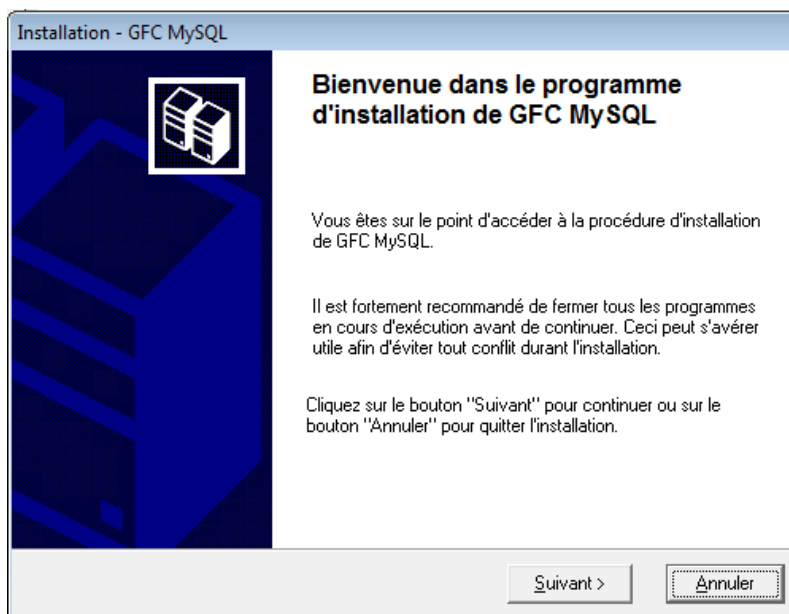 Installation - GFC MySQL
Bienvenue dans le programme
d'installation de GFC MySQL
Vous êtes sur le point d'accéder à la procédure d'installation
de GFC MySQL.
Il est fortement recommandé de fermer tous les programmes
en cours d'exécution avant de continuer. Ceci peut s'avérer
utile afin d'éviter tout conflit durant l'installation.
Cliquez sur le bouton "Suivant" pour continuer ou sur le
bouton "Annuler" pour quitter l'installation.
Suivant > Annuler